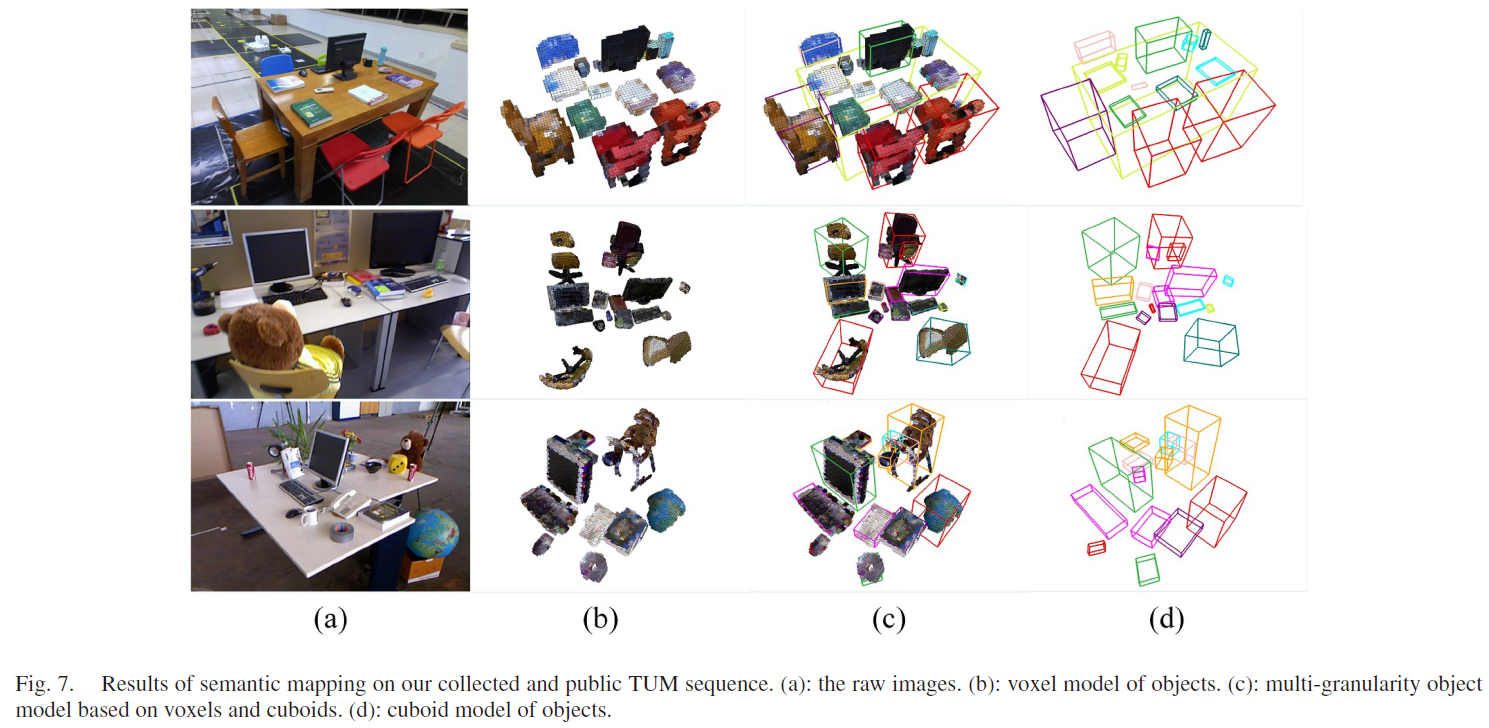 (a)
(b)
(c)
(d)
Fig. 7. Results of semantic mapping on our collected and public TUM sequence. (a): the raw images. (b): voxel model of objects. (c): multi-granularity object
model based on voxels and cuboids. (d): cuboid model of objects.